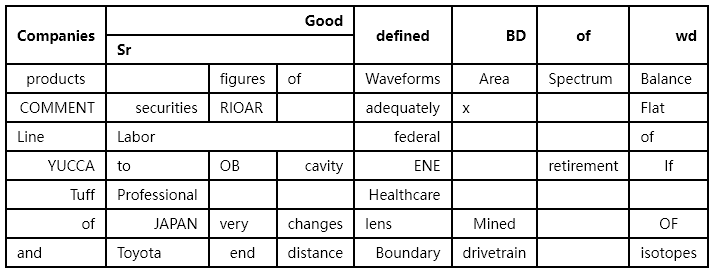 Companies Good defined BD of wd
Sr
products figures of Waveforms Area Spectrum Balance
COMMENT securities RIOAR adequately x Flat
Line Labor federal of
YUCCA to OB cavity ENE retirement If
Tuff Professional Healthcare
of JAPAN very changes lens Mined OF
and Toyota end distance Boundary drivetrain isotopes